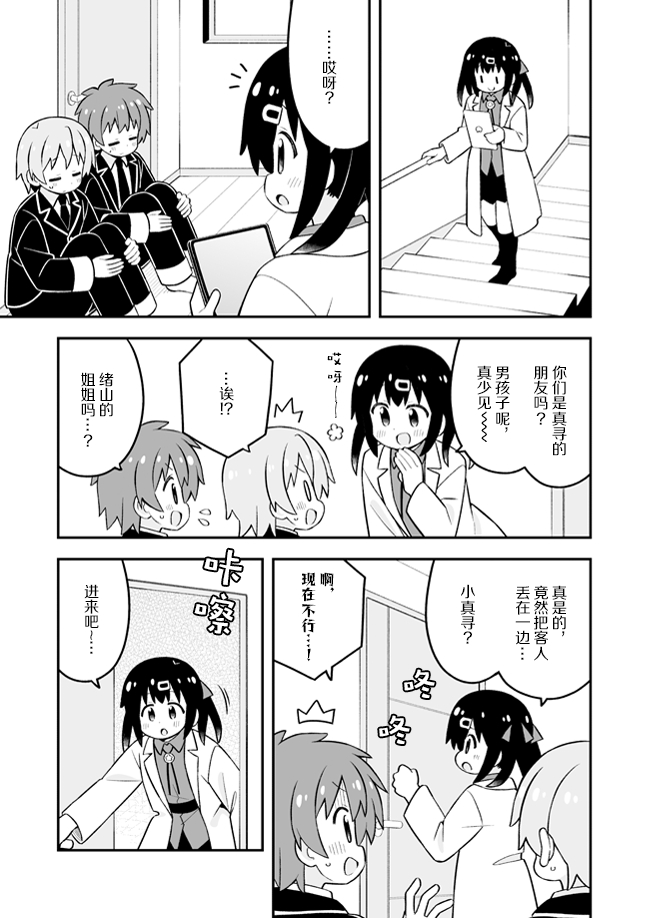 ……哎呀？
你们是真寻的
朋友吗？
男孩子呢，
真少见～～
哎呀～～
…诶!?
绪山的
姐姐吗…？
真是的，
竟然把客人
丢在一边…
小真寻？
咚
咚
啊，
现在不行…！
咔嚓
进来吧～…